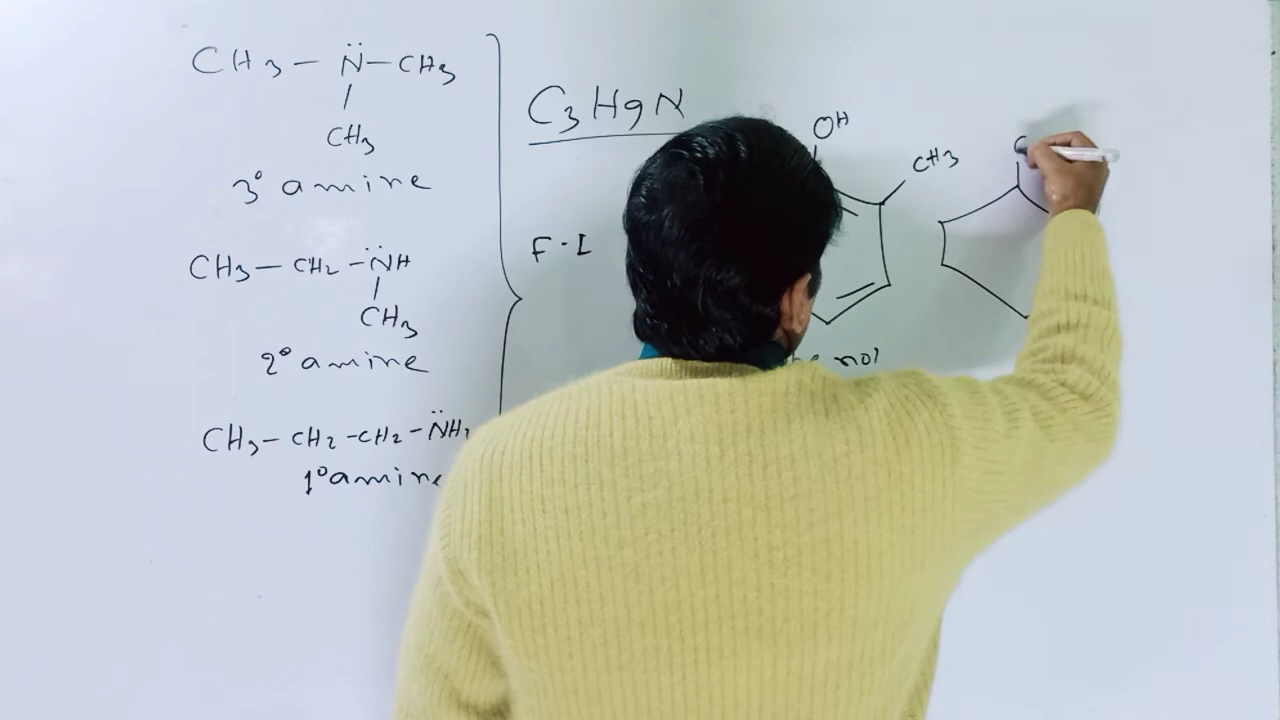 CH3 — N̈ — CH3
CH3
3° amine
CH3 — CH2 — N̈H
CH3
2° amine
CH3 — CH2 — CH2 — N̈H2
1° amine
C3H9N
F·I
OH
CH3
nol